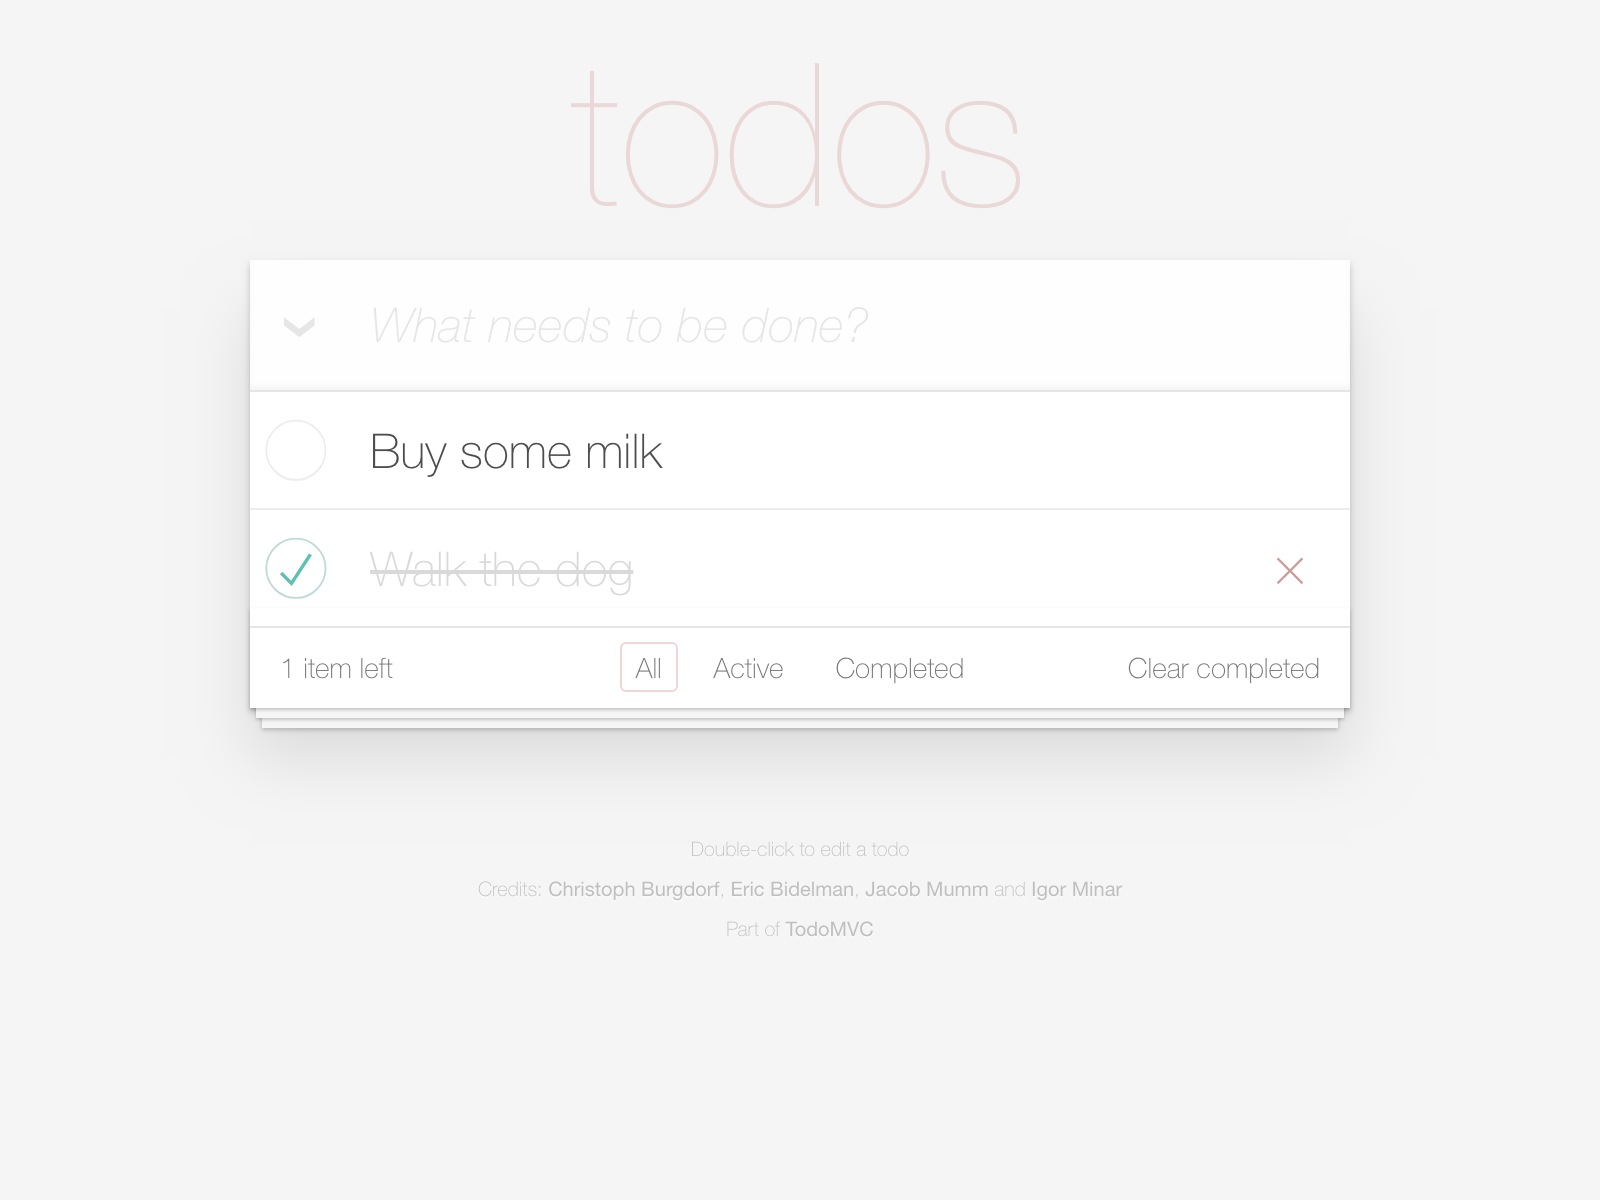 todos
What needs to be done?
Buy some milk
Walk the dog
1 item left All Active Completed Clear completed
Double-click to edit a todo
Credits: Christoph Burgdorf, Eric Bidelman, Jacob Mumm and Igor Minar
Part of TodoMVC